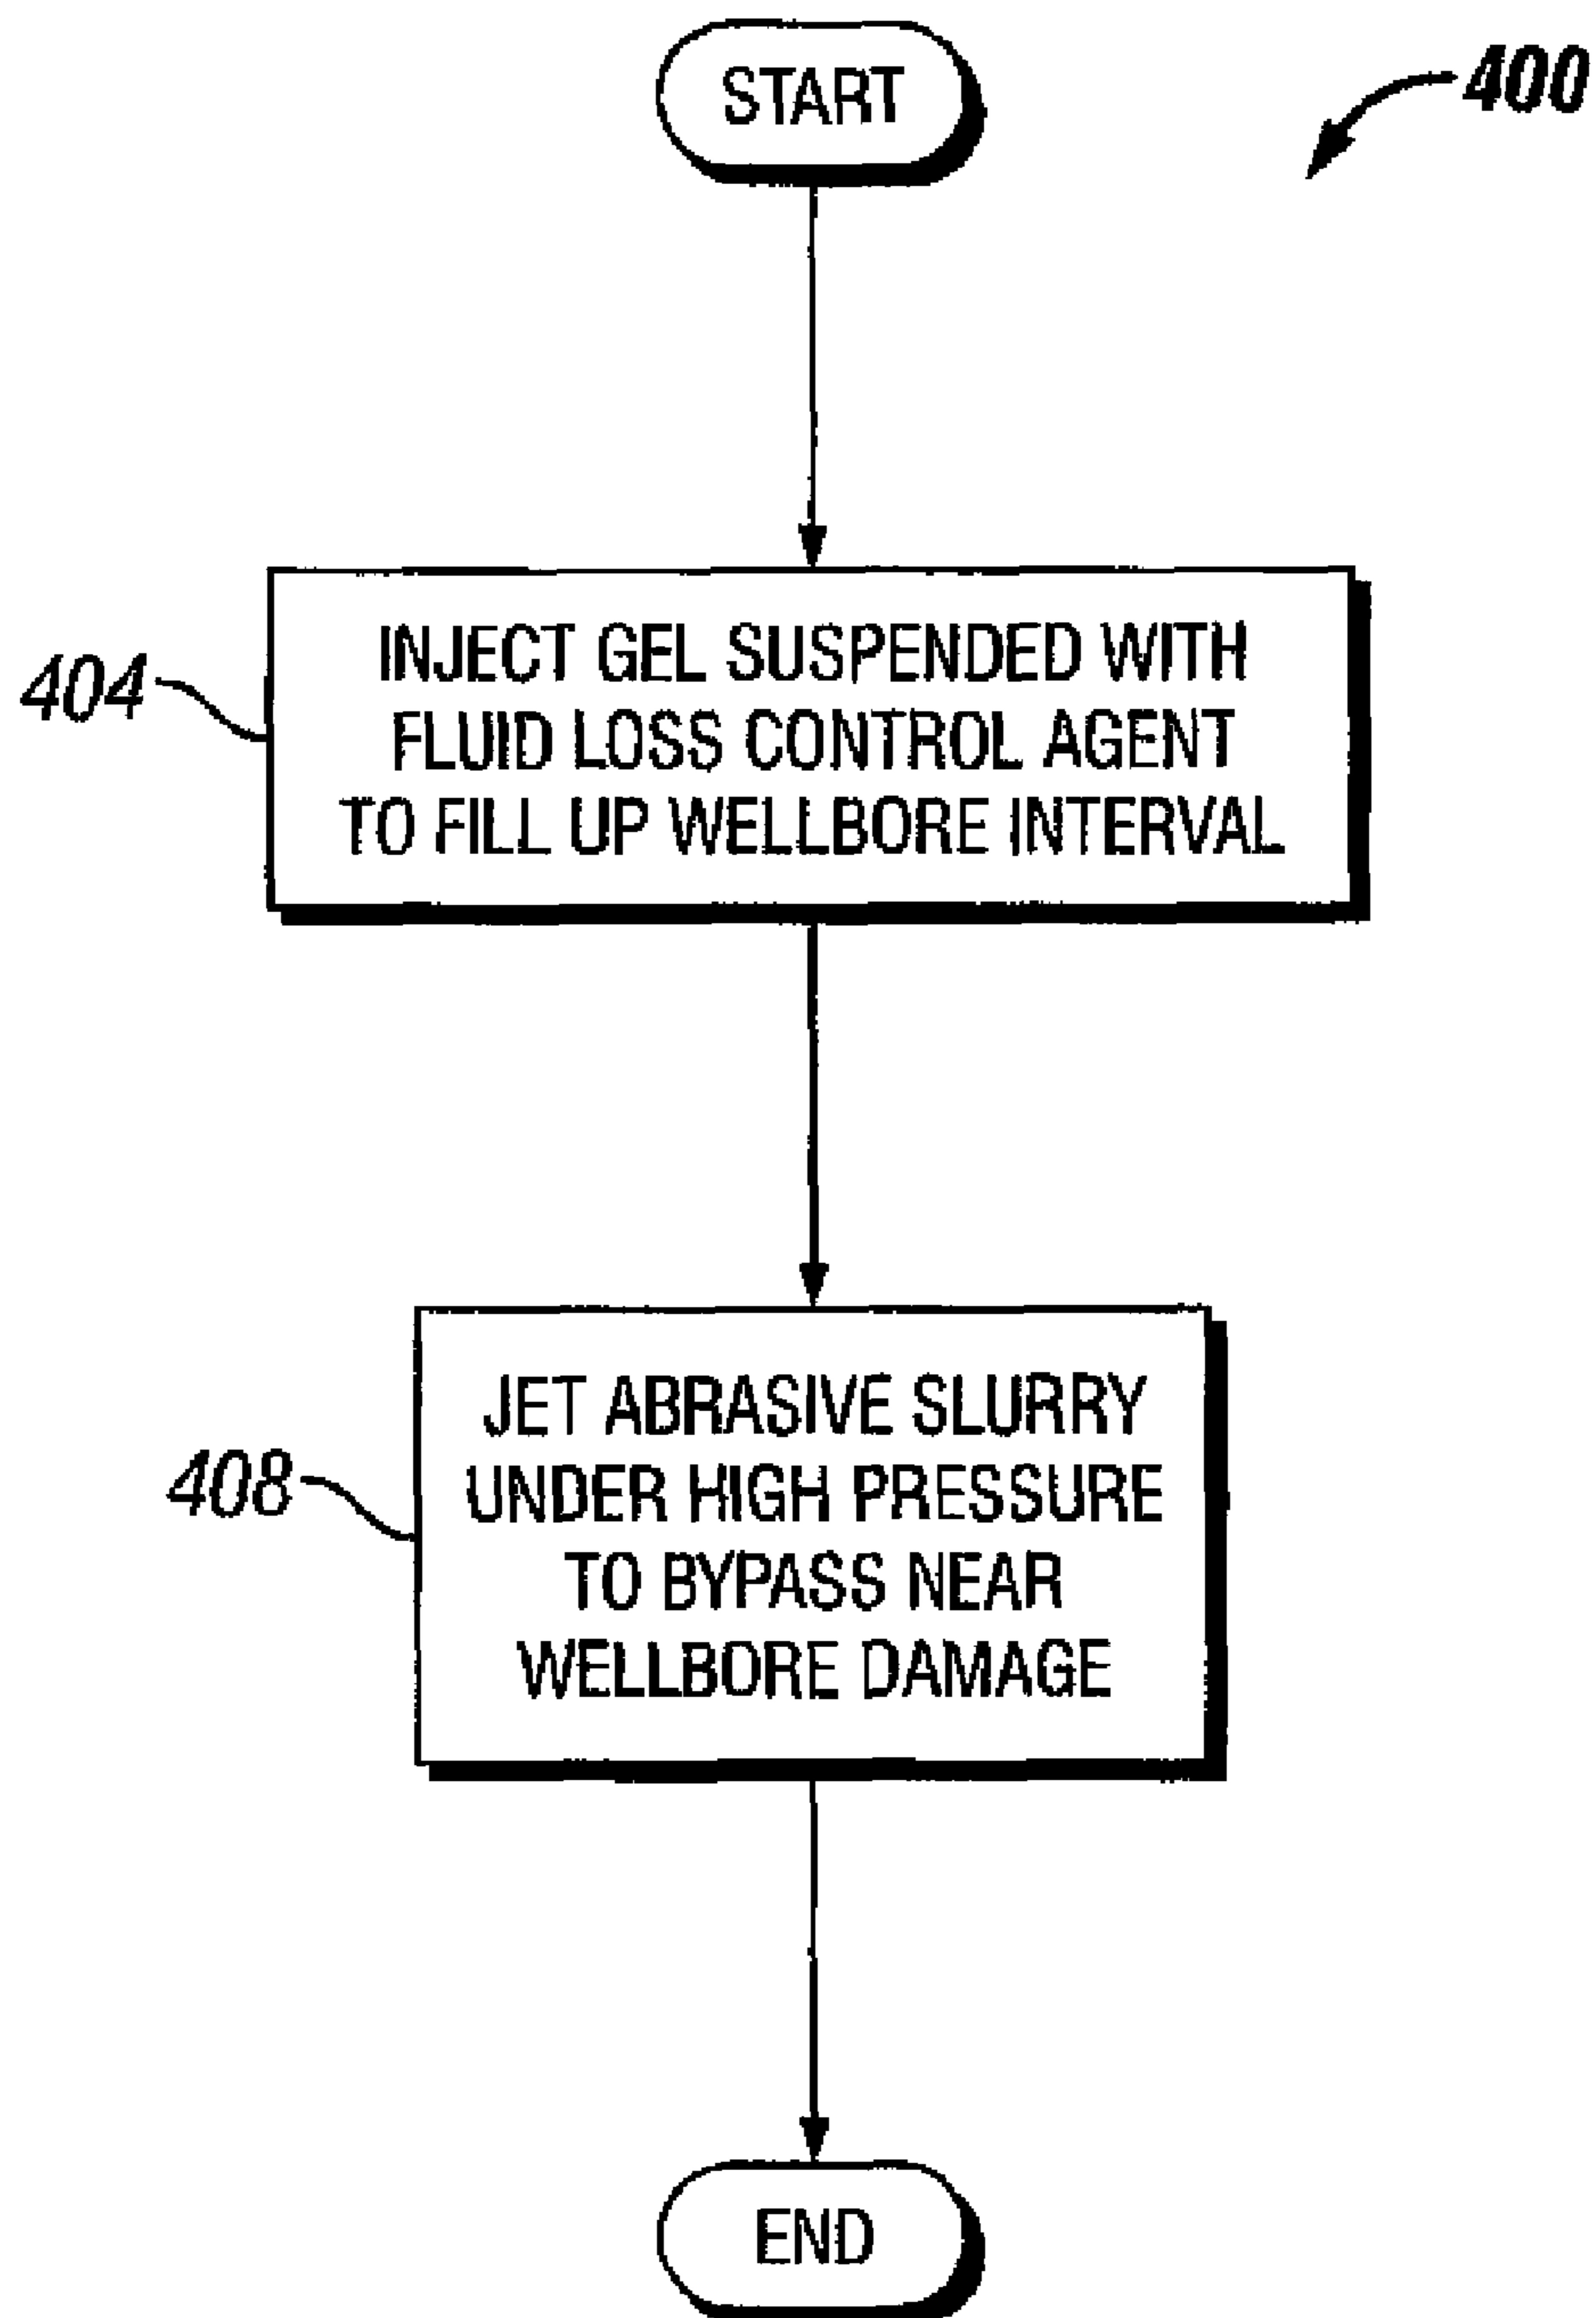 START
400
404
INJECT GEL SUSPENDED WITH
FLUID LOSS CONTROL AGENT
TO FILL UP WELLBORE INTERVAL
408
JET ABRASIVE SLURRY
UNDER HIGH PRESSURE
TO BYPASS NEAR
WELLBORE DAMAGE
END